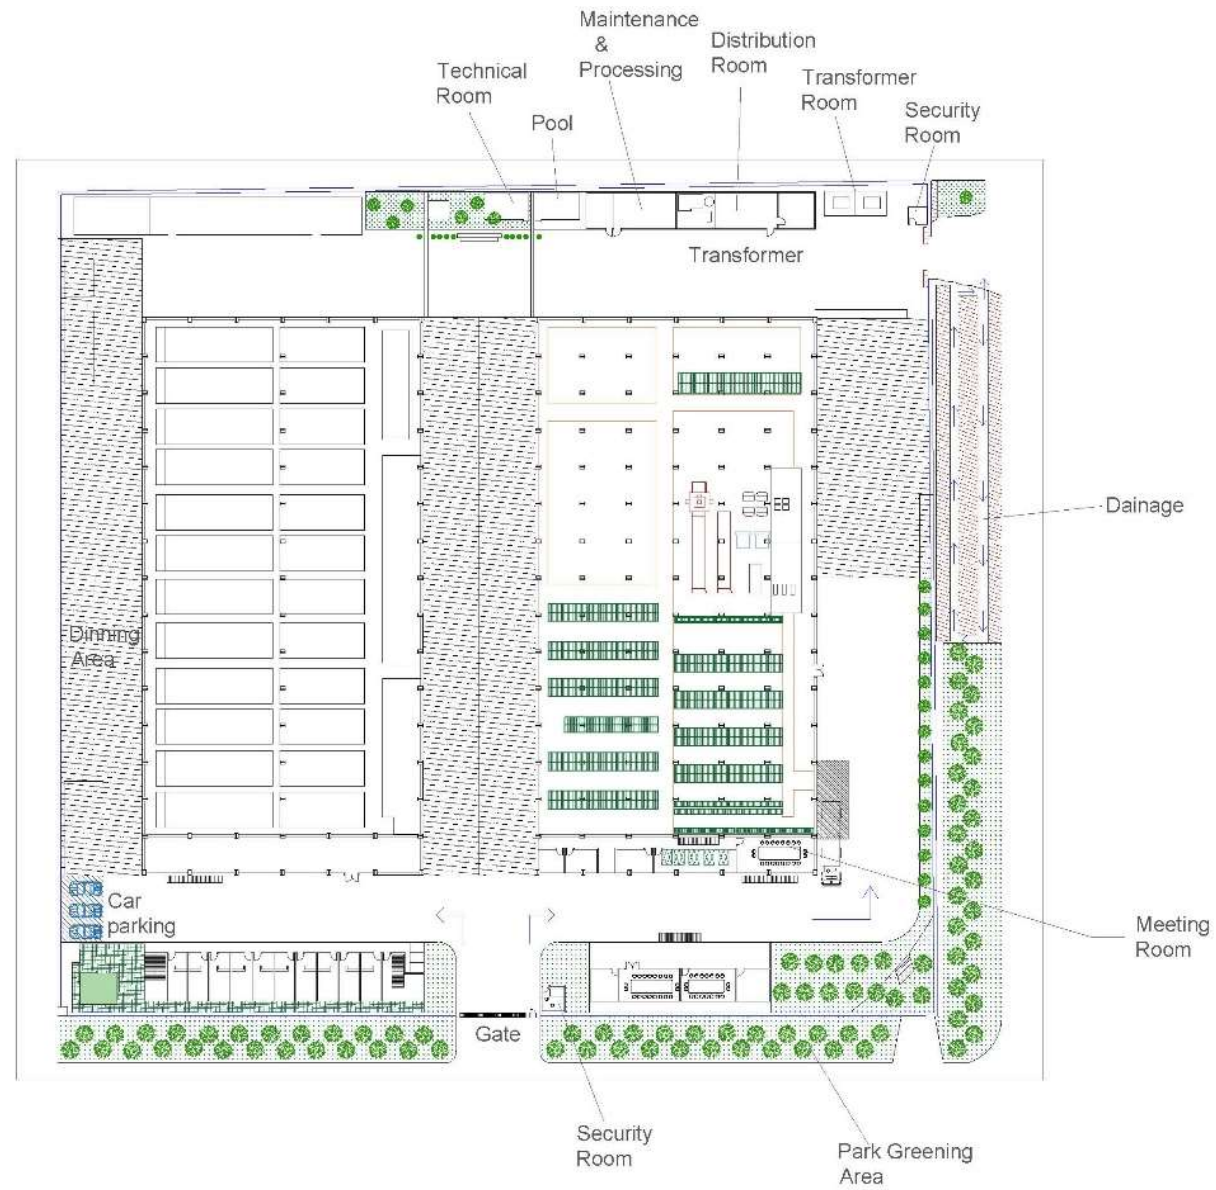 Maintenance
&
Processing
Distribution
Room
Technical
Room
Transformer
Room
Pool
Security
Room
Transformer
Dainage
Dinning
Area
Car
parking
Meeting
Room
Gate
Security
Room
Park Greening
Area